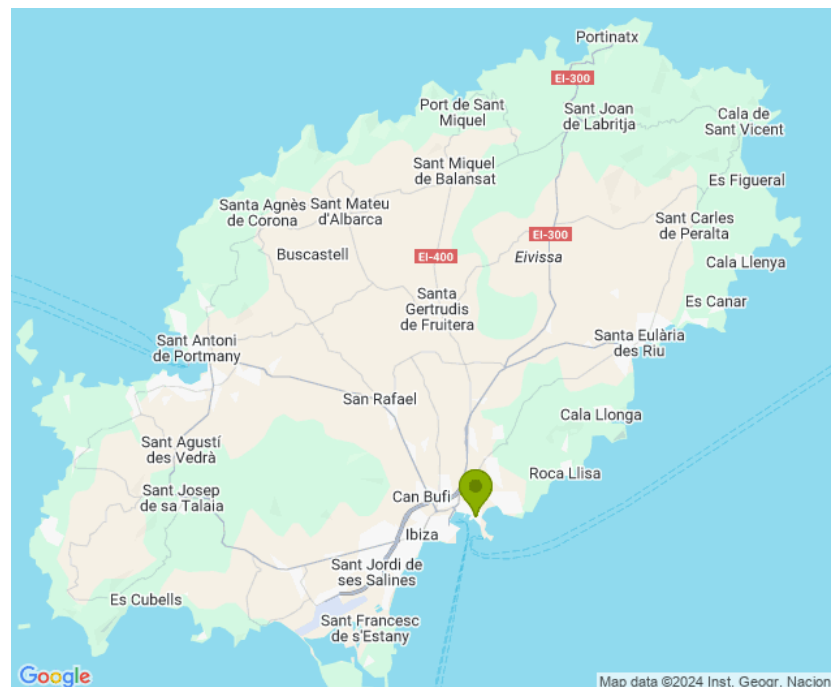 Portinatx
EI-300
Port de Sant
Miquel
Sant Joan
de Labritja
Cala de
Sant Vicent
Sant Miquel
de Balansat
Es Figueral
Santa Agnès
de Corona
Sant Mateu
d'Albarca
Sant Carles
de Peralta
EI-300
Buscastell
EI-400
Eivissa
Cala Llenya
Santa
Gertrudis
de Fruitera
Es Canar
Sant Antoni
de Portmany
Santa Eulària
des Riu
San Rafael
Cala Llonga
Sant Agustí
des Vedrà
Roca Llisa
Sant Josep
de sa Talaia
Can Bufí
Ibiza
Sant Jordi de
ses Salines
Es Cubells
Sant Francesc
de s'Estany
Google
Map data ©2024 Inst. Geogr. Nacion